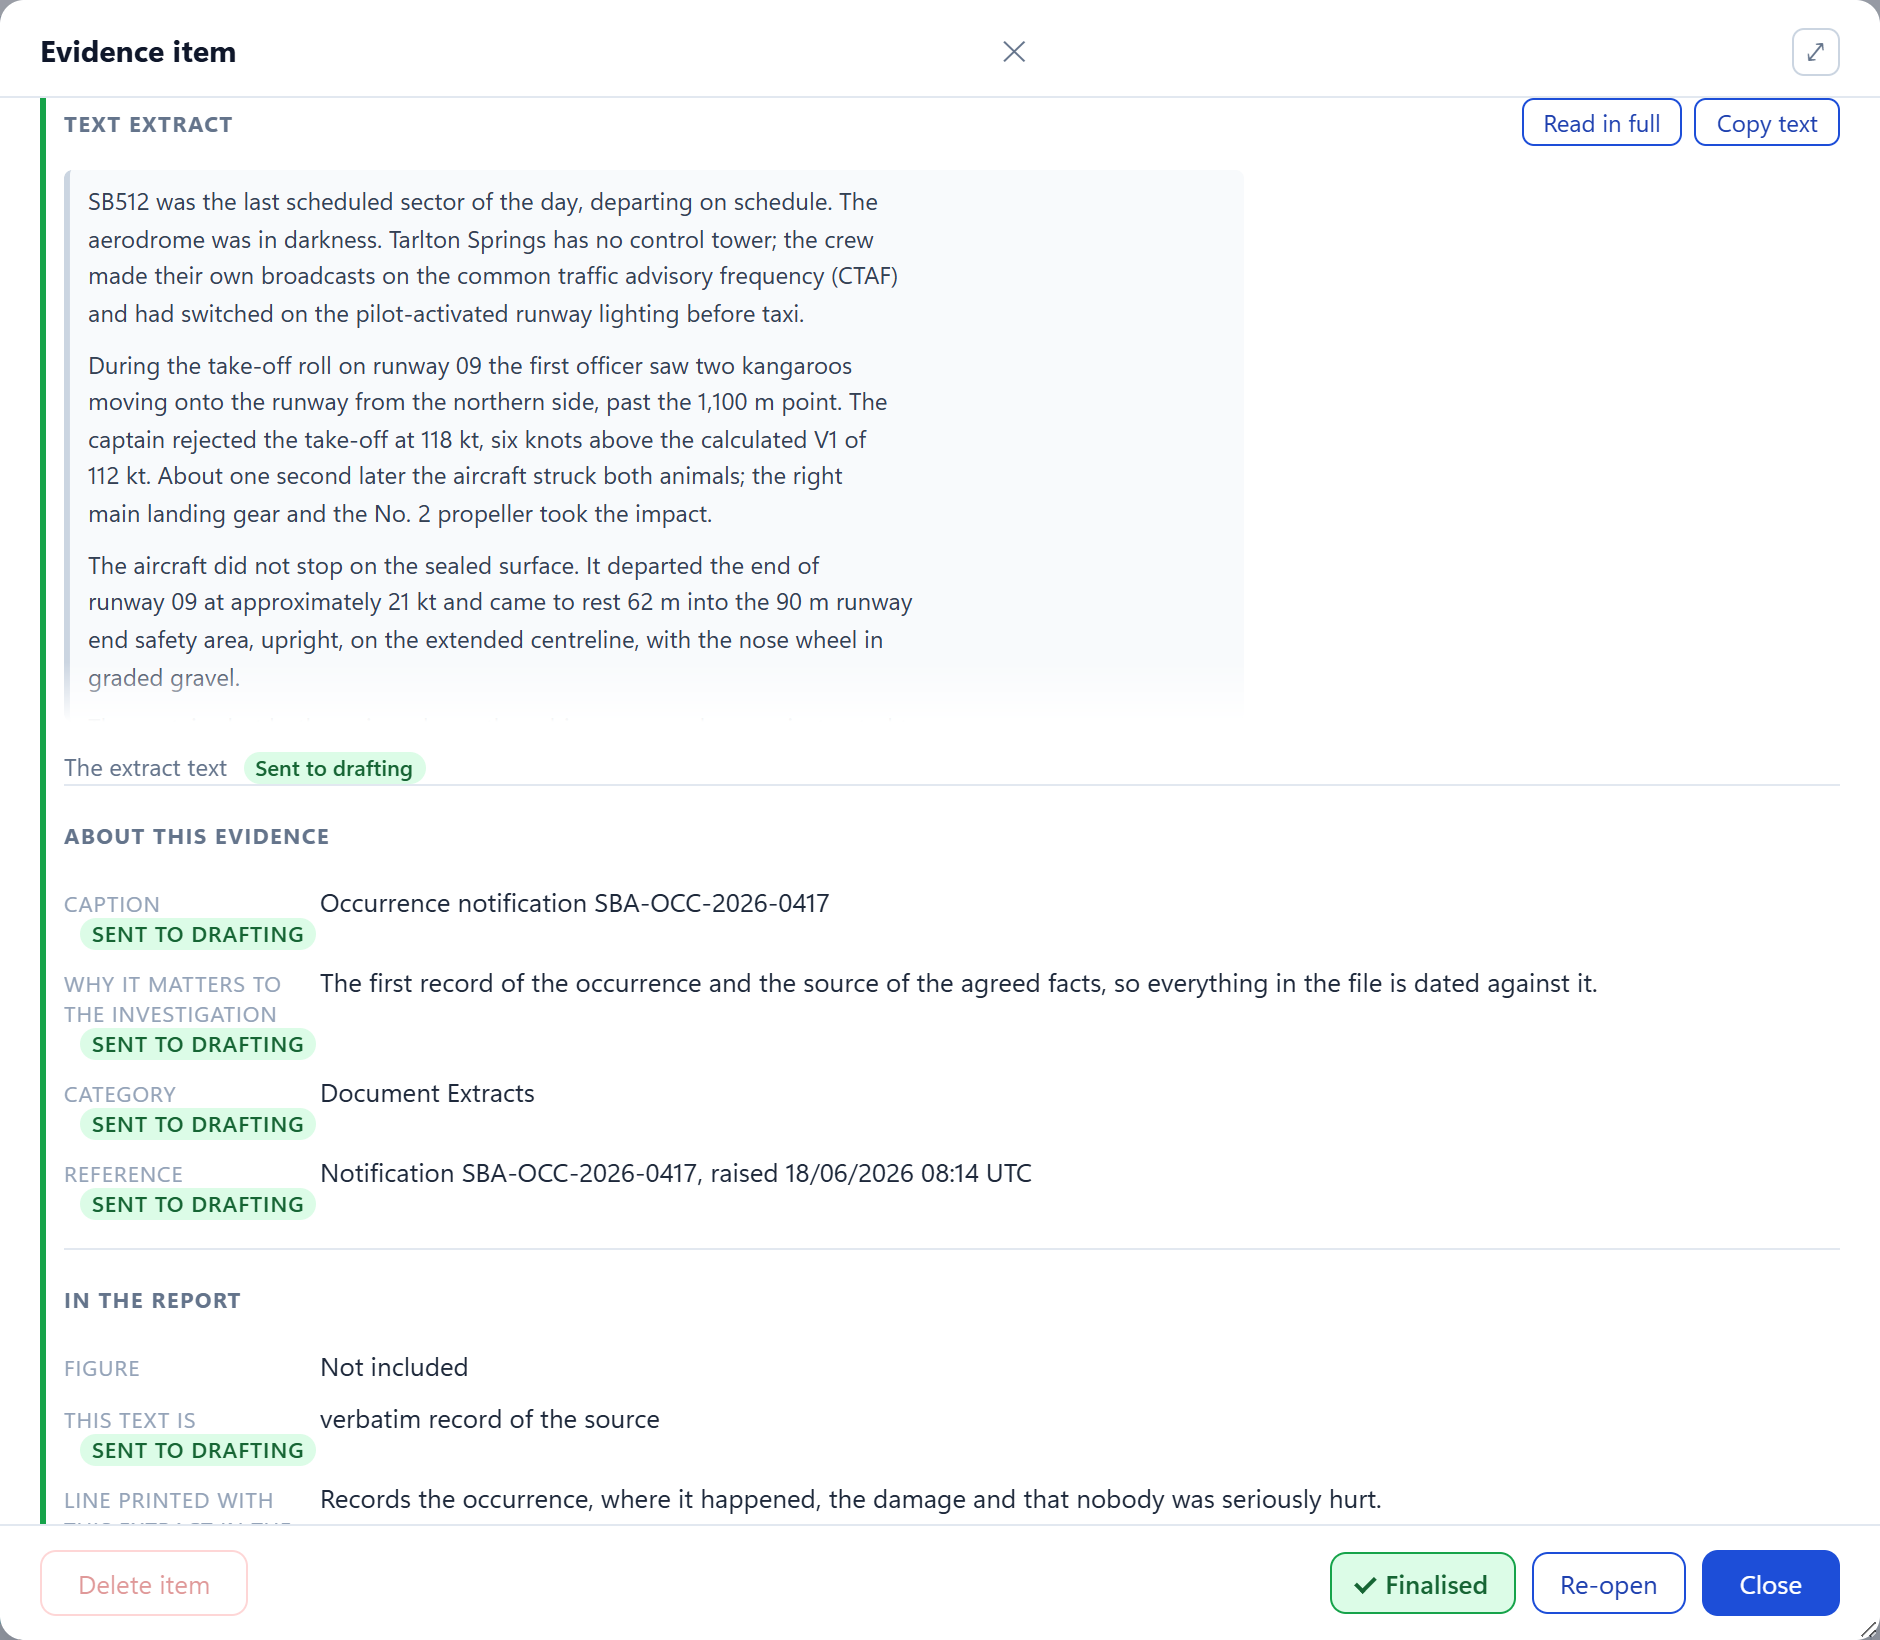 Evidence item
TEXT EXTRACT
Read in full
Copy text
SB512 was the last scheduled sector of the day, departing on schedule. The
aerodrome was in darkness. Tarlton Springs has no control tower; the crew
made their own broadcasts on the common traffic advisory frequency (CTAF)
and had switched on the pilot-activated runway lighting before taxi.
During the take-off roll on runway 09 the first officer saw two kangaroos
moving onto the runway from the northern side, past the 1,100 m point. The
captain rejected the take-off at 118 kt, six knots above the calculated V1 of
112 kt. About one second later the aircraft struck both animals; the right
main landing gear and the No. 2 propeller took the impact.
The aircraft did not stop on the sealed surface. It departed the end of
runway 09 at approximately 21 kt and came to rest 62 m into the 90 m runway
end safety area, upright, on the extended centreline, with the nose wheel in
graded gravel.
The extract text Sent to drafting
ABOUT THIS EVIDENCE
CAPTION
SENT TO DRAFTING
Occurrence notification SBA-OCC-2026-0417
WHY IT MATTERS TO
THE INVESTIGATION
SENT TO DRAFTING
The first record of the occurrence and the source of the agreed facts, so everything in the file is dated against it.
CATEGORY
SENT TO DRAFTING
Document Extracts
REFERENCE
SENT TO DRAFTING
Notification SBA-OCC-2026-0417, raised 18/06/2026 08:14 UTC
IN THE REPORT
FIGURE
Not included
THIS TEXT IS
SENT TO DRAFTING
verbatim record of the source
LINE PRINTED WITH
Records the occurrence, where it happened, the damage and that nobody was seriously hurt.
Delete item
Finalised
Re-open
Close